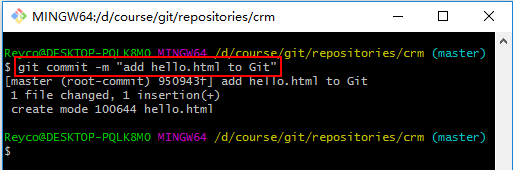 MINGW64:/d/course/git/repositories/crm
Reyco@DESKTOP-PQLK8MO MINGW64 /d/course/git/repositories/crm (master)
$ git commit -m "add hello.html to Git"
[master (root-commit) 950943f] add hello.html to Git
 1 file changed, 1 insertion(+)
 create mode 100644 hello.html
Reyco@DESKTOP-PQLK8MO MINGW64 /d/course/git/repositories/crm (master)
$